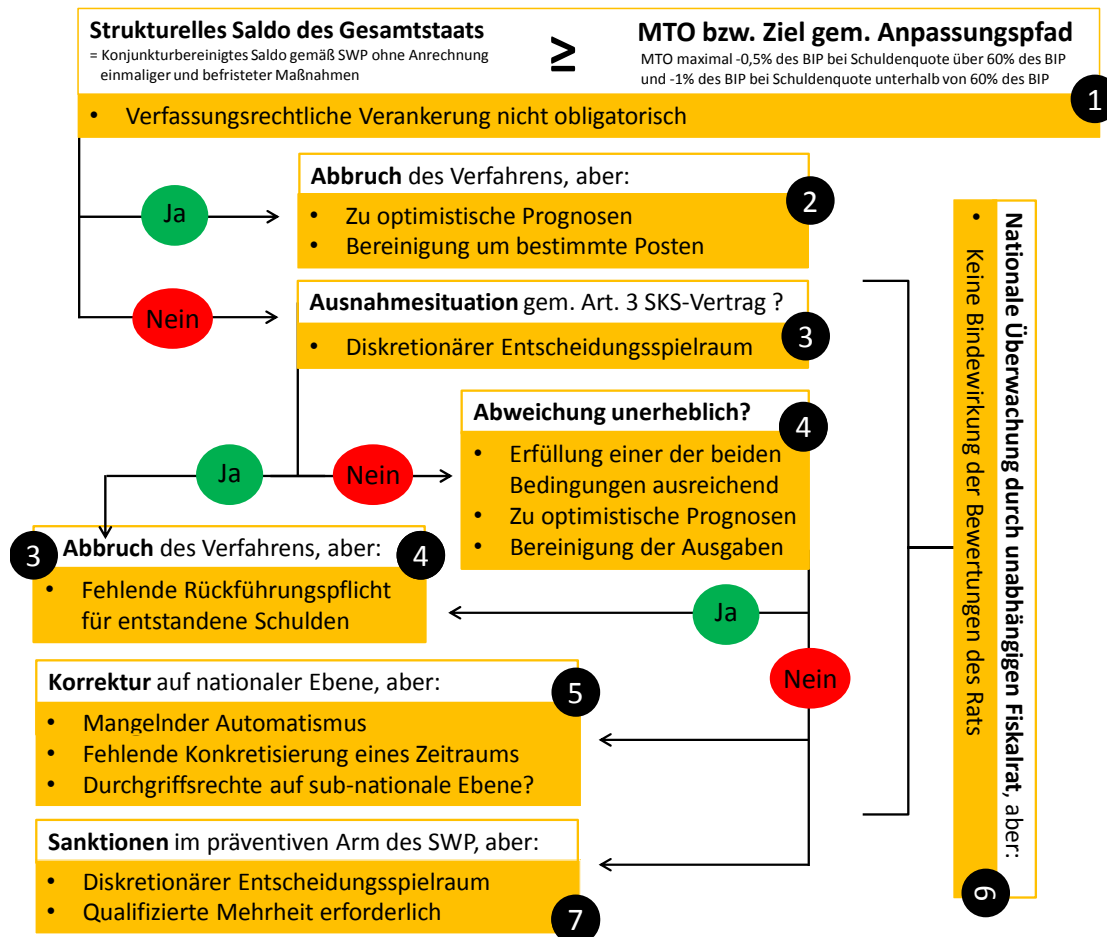 Strukturelles Saldo des Gesamtstaats
= Konjunkturbereinigtes Saldo gemäß SWP ohne Anrechnung
einmaliger und befristeter Maßnahmen
≥
MTO bzw. Ziel gem. Anpassungspfad
MTO maximal -0,5% des BIP bei Schuldenquote über 60% des BIP
und -1% des BIP bei Schuldenquote unterhalb von 60% des BIP
1
• Verfassungsrechtliche Verankerung nicht obligatorisch
Ja
Abbruch des Verfahrens, aber:
2
• Zu optimistische Prognosen
• Bereinigung um bestimmte Posten
Nein
Ausnahmesituation gem. Art. 3 SKS-Vertrag ?
3
• Diskretionärer Entscheidungsspielraum
Abweichung unerheblich?
4
• Erfüllung einer der beiden
Bedingungen ausreichend
• Zu optimistische Prognosen
• Bereinigung der Ausgaben
Ja
Nein
3
Abbruch des Verfahrens, aber:
4
• Fehlende Rückführungspflicht
für entstandene Schulden
Ja
Nein
Korrektur auf nationaler Ebene, aber:
5
• Mangelnder Automatismus
• Fehlende Konkretisierung eines Zeitraums
• Durchgriffsrechte auf sub-nationale Ebene?
Sanktionen im präventiven Arm des SWP, aber:
• Diskretionärer Entscheidungsspielraum
• Qualifizierte Mehrheit erforderlich
7
Nationale Überwachung durch unabhängigen Fiskalrat, aber:
• Keine Bindewirkung der Bewertungen des Rats
6